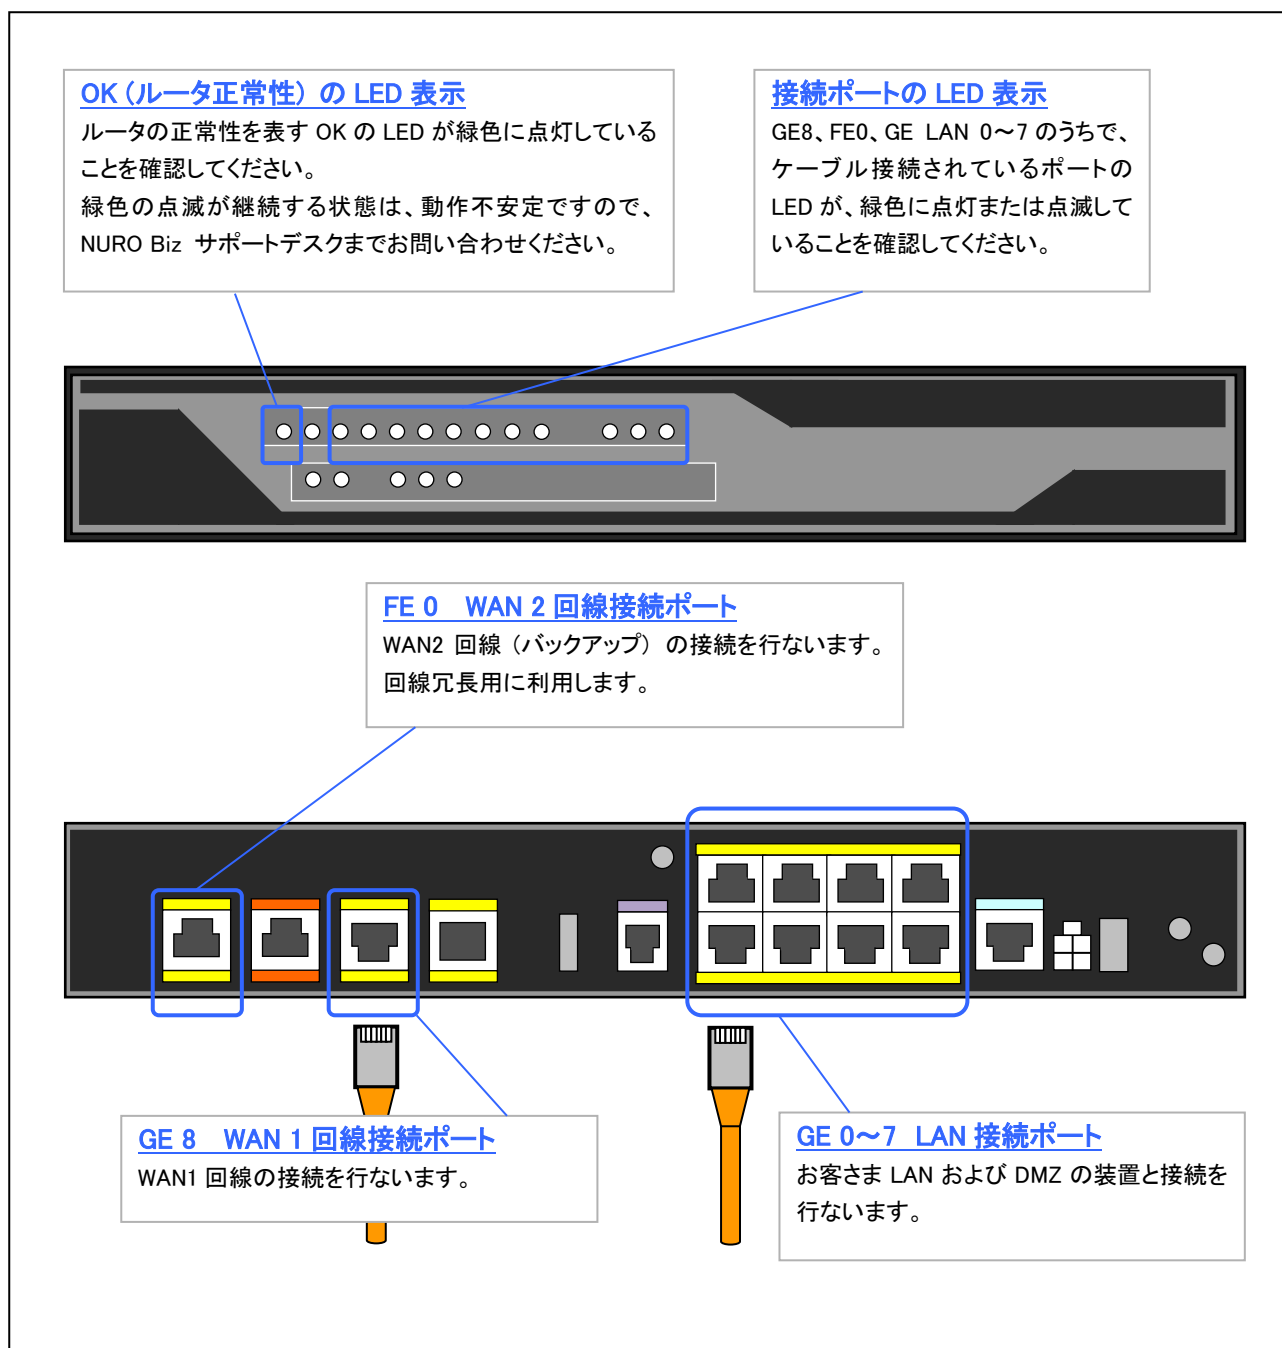 OK（ルータ正常性） の LED 表示
ルータの正常性を表す OK の LED が緑色に点灯している
ことを確認してください。
緑色の点滅が継続する状態は、動作不安定ですので、
NURO Biz サポートデスクまでお問い合わせください。
接続ポートの LED 表示
GE8、FE0、GE LAN 0～7 のうちで、
ケーブル接続されているポートの
LED が、緑色に点灯または点滅して
いることを確認してください。
FE 0　WAN 2 回線接続ポート
WAN2 回線 （バックアップ） の接続を行ないます。
回線冗長用に利用します。
GE 8　WAN 1 回線接続ポート
WAN1 回線の接続を行ないます。
GE 0～7 LAN 接続ポート
お客さま LAN および DMZ の装置と接続を
行ないます。